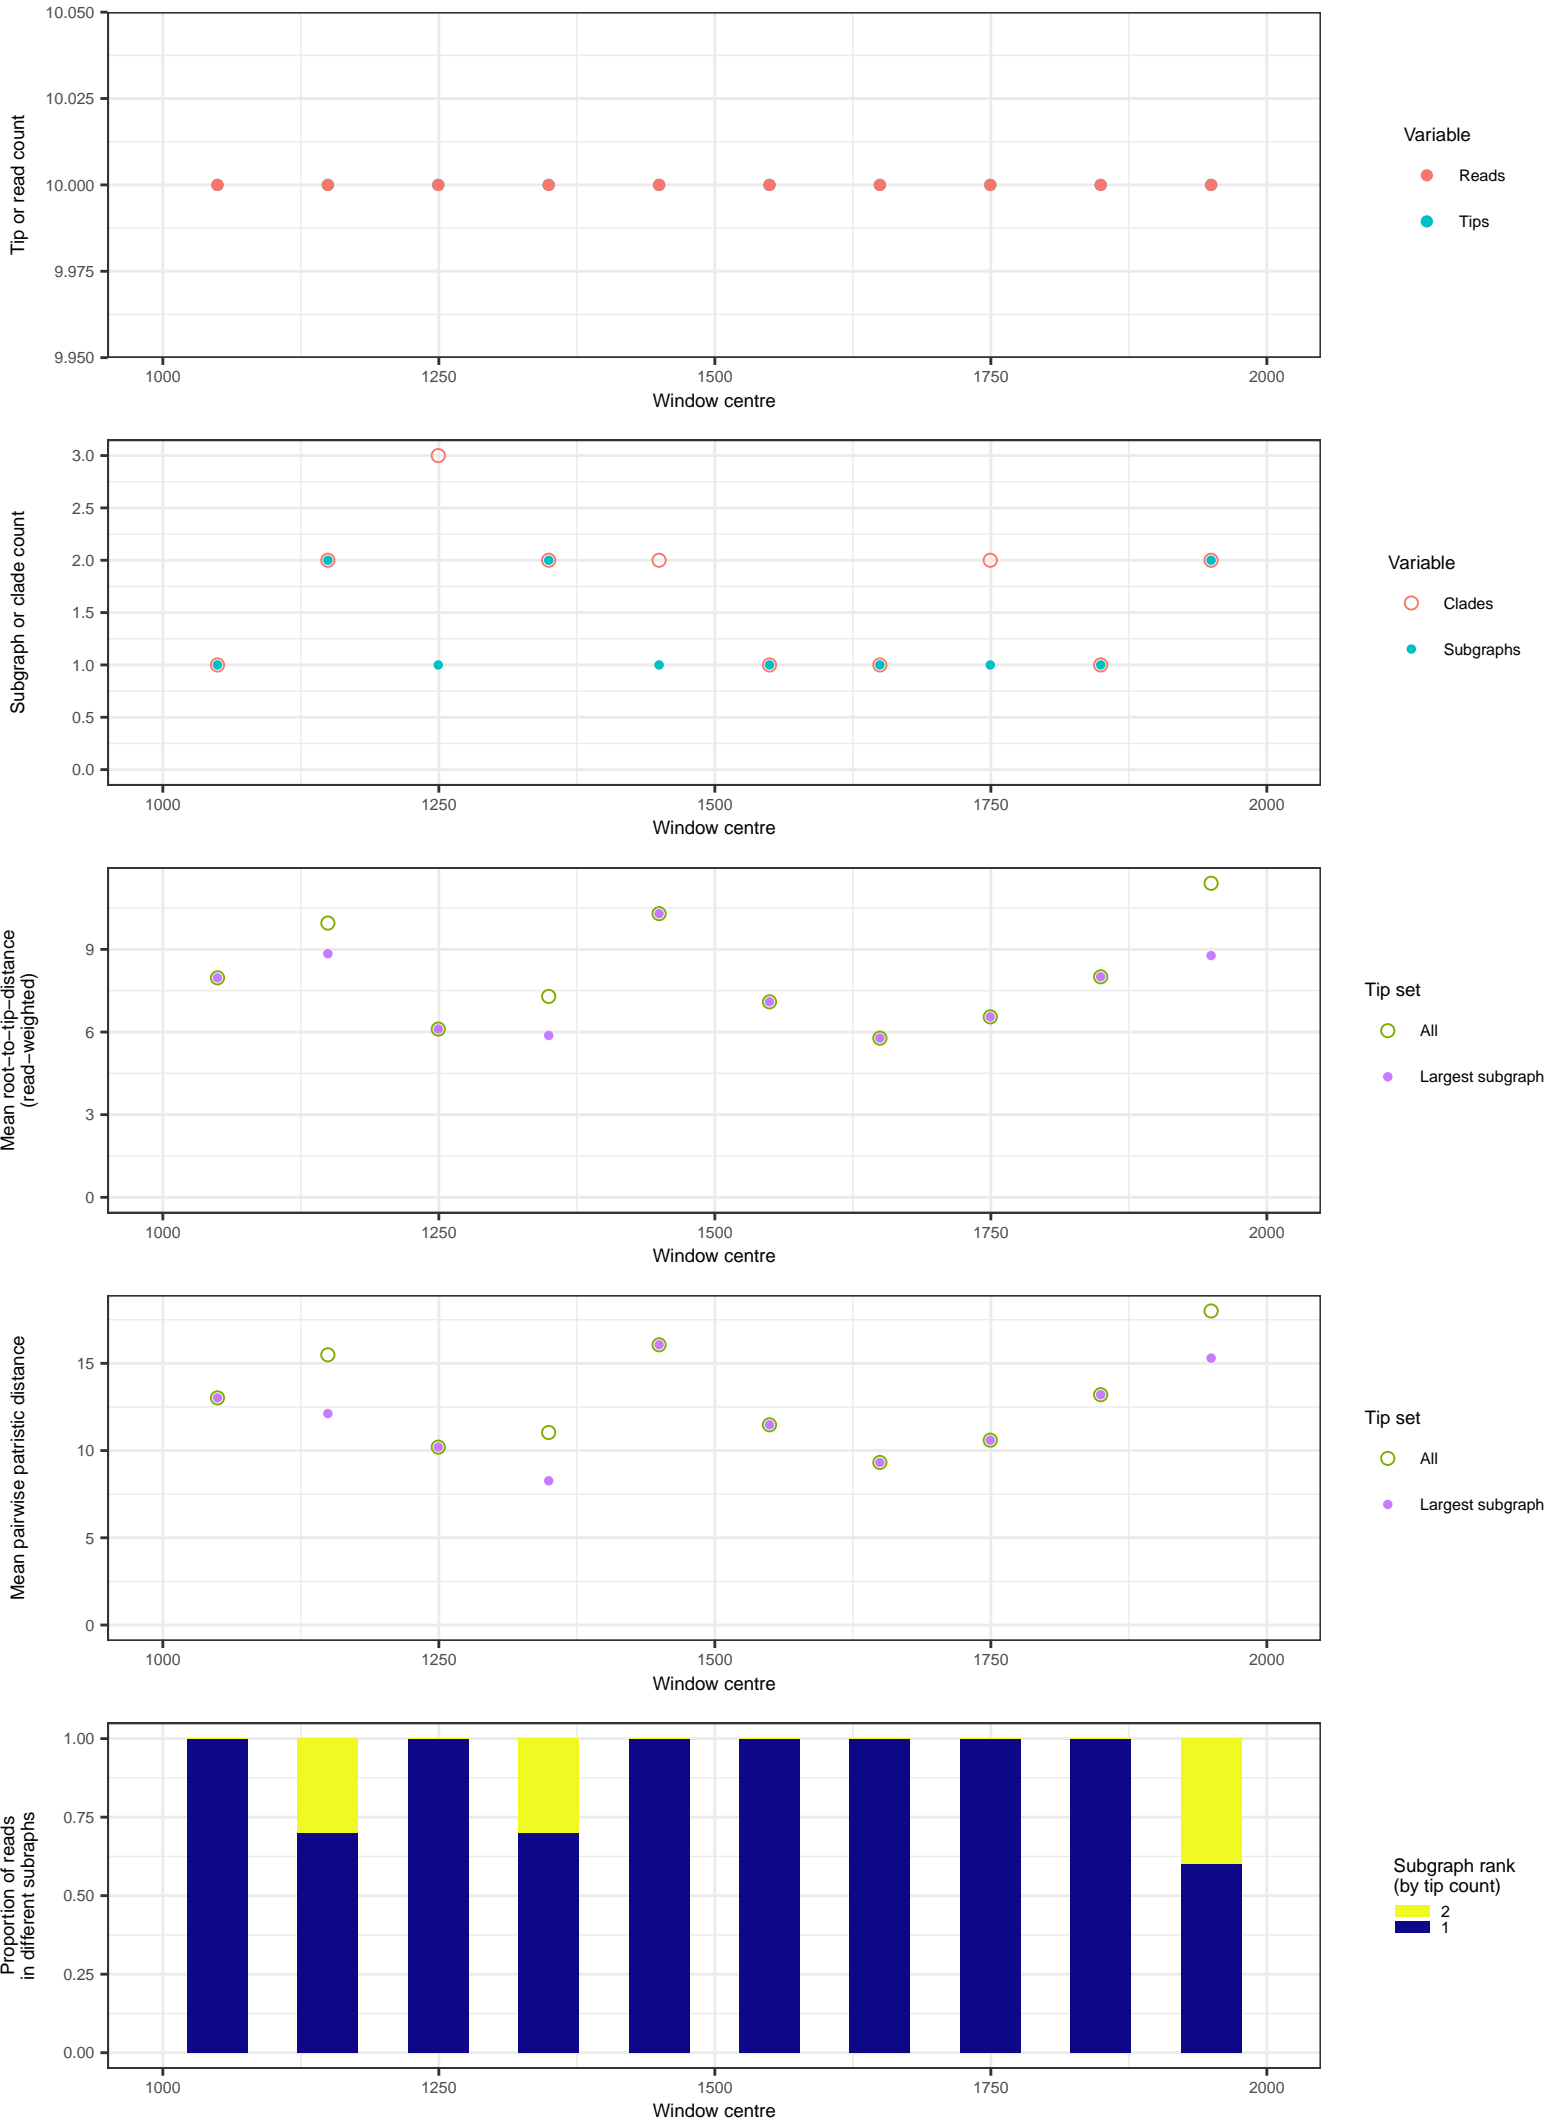 10.050
10.025
10.000
9.975
9.950
Tip or read count
1000 1250 1500 1750 2000
Window centre
Variable
Reads
Tips
3.0
2.5
2.0
1.5
1.0
0.5
0.0
Subgraph or clade count
1000 1250 1500 1750 2000
Window centre
Variable
Clades
Subgraphs
9
6
3
0
Mean root−to−tip−distance
(read−weighted)
1000 1250 1500 1750 2000
Window centre
Tip set
All
Largest subgraph
15
10
5
0
Mean pairwise patristic distance
1000 1250 1500 1750 2000
Window centre
Tip set
All
Largest subgraph
1.00
0.75
0.50
0.25
0.00
Proportion of reads
in different subraphs
1000 1250 1500 1750 2000
Window centre
Subgraph rank
(by tip count)
2
1